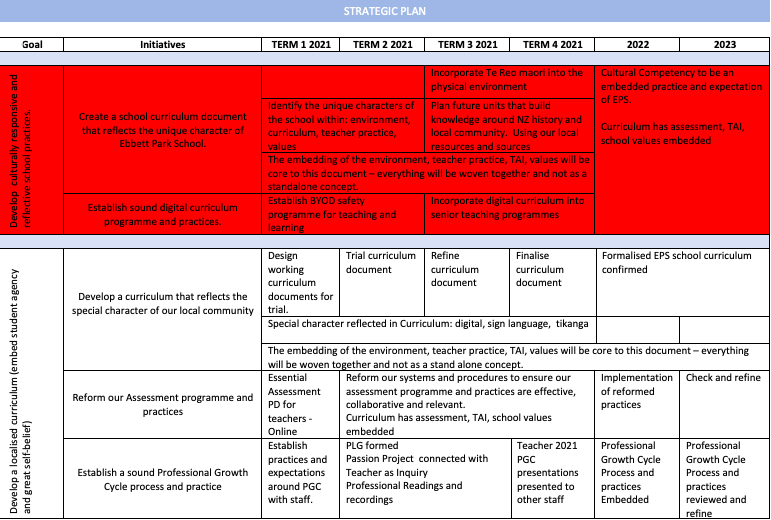 STRATEGIC PLAN
Goal
Initiatives
TERM 1 2021
TERM 2 2021
TERM 3 2021
TERM 4 2021
2022
2023
Develop culturally responsive and
reflective school practices.
Create a school curriculum document
that reflects the unique character of
Ebbett Park School.
Incorporate Te Reo maori into the
physical environment
Identify the unique characters of
the school within: environment,
curriculum, teacher practice,
values
Plan future units that build
knowledge around NZ history and
local community. Using our local
resources and sources
The embedding of the environment, teacher practice, TAI, values will be
core to this document – everything will be woven together and not as a
standalone concept.
Cultural Competency to be an
embedded practice and expectation
of EPS.
Curriculum has assessment, TAI,
school values embedded
Establish sound digital curriculum
programme and practices.
Establish BYOD safety
programme for teaching and
learning
Incorporate digital curriculum into
senior teaching programmes
Develop a localised curriculum (embed student agency
and great self-belief)
Develop a curriculum that reflects the
special character of our local community
Design
working
curriculum
documents for
trial.
Trial curriculum
document
Refine
curriculum
document
Finalise
curriculum
document
Formalised EPS school curriculum
confirmed
Special character reflected in Curriculum: digital, sign language, tikanga
The embedding of the environment, teacher practice, TAI, values will be core to this document – everything
will be woven together and not as a stand alone concept.
Reform our Assessment programme and
practices
Essential
Assessment
PD for
teachers -
Online
Reform our systems and procedures to ensure our
assessment programme and practices are effective,
collaborative and relevant.
Curriculum has assessment, TAI, school values
embedded
Implementation
of reformed
practices
Check and refine
Establish a sound Professional Growth
Cycle process and practice
Establish
practices and
expectations
around PGC
with staff.
PLG formed
Passion Project connected with
Teacher as Inquiry
Professional Readings and
recordings
Teacher 2021
PGC
presentations
presented to
other staff
Professional
Growth Cycle
Process and
practices
Embedded
Professional
Growth Cycle
Process and
practices
reviewed and
refine